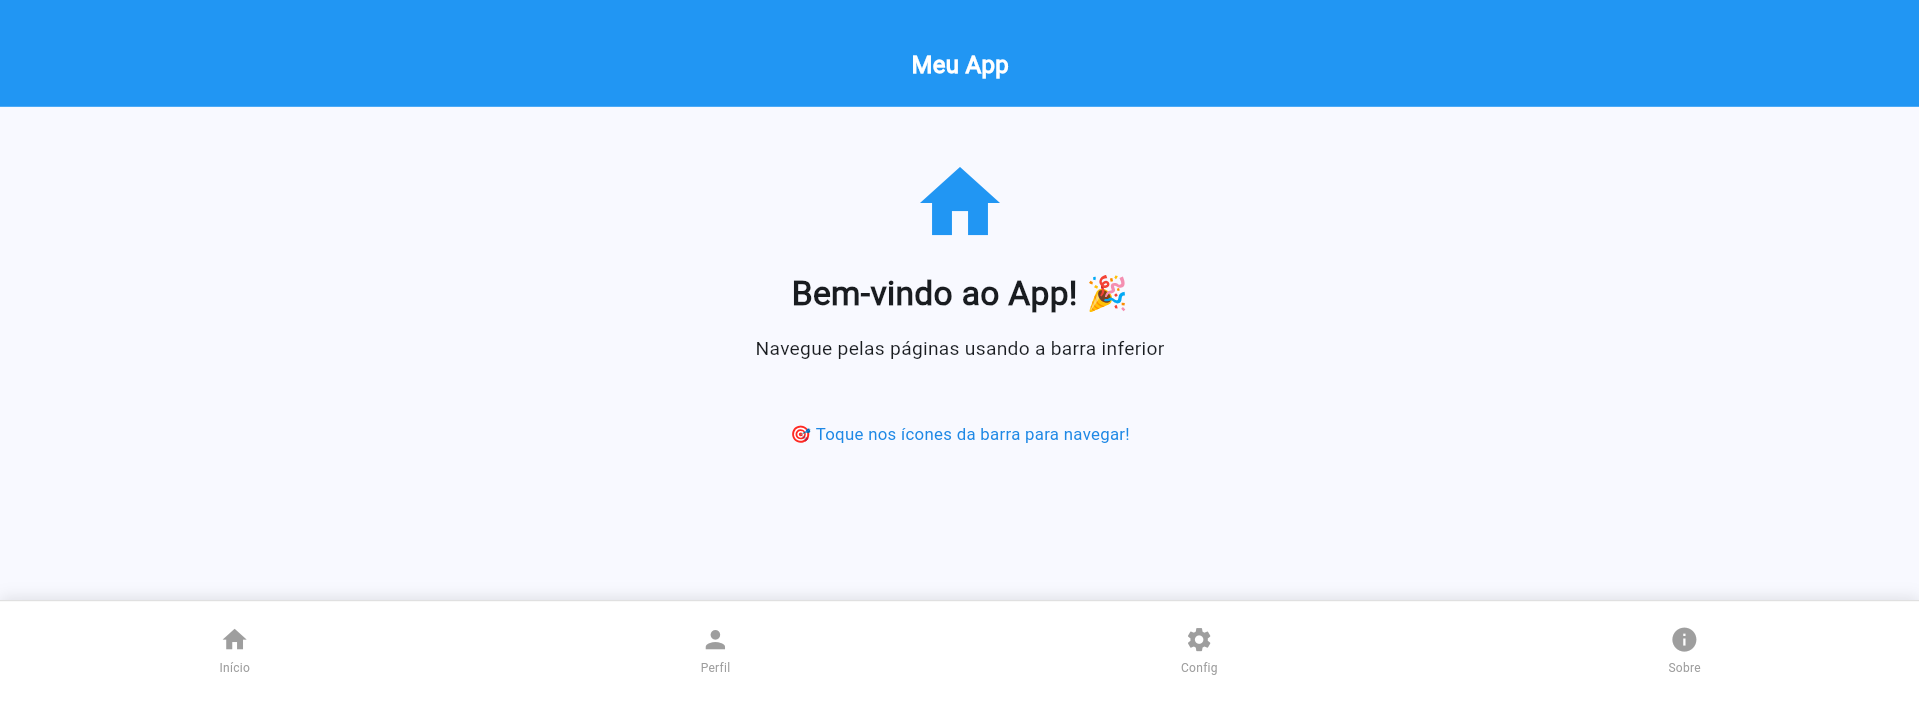 Meu App
Bem-vindo ao App! 🎉
Navegue pelas páginas usando a barra inferior
🎯 Toque nos ícones da barra para navegar!
Início
Perfil
Config
Sobre